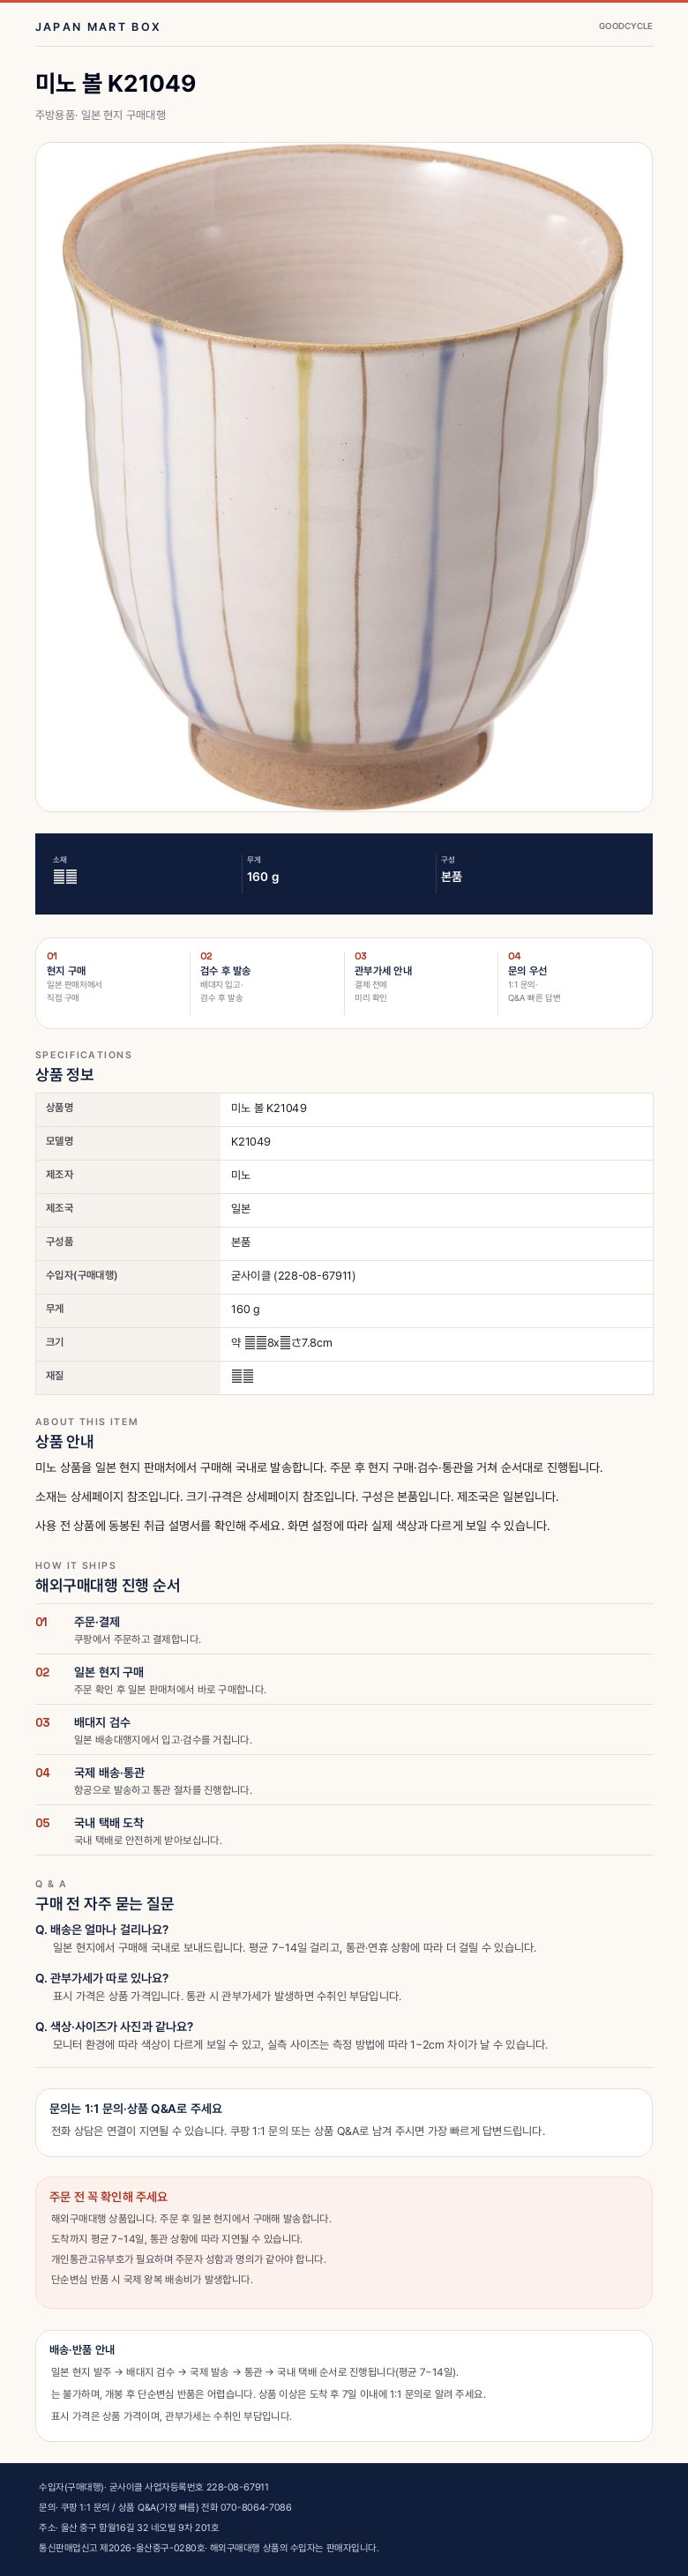 JAPAN MART BOX
GOODCYCLE
미노 볼 K21049
주방용품· 일본 현지 구매대행
소재
무게
160 g
구성
본품
01
현지 구매
일본 판매처에서
직접 구매
02
검수 후 발송
배대지 입고·
검수 후 발송
03
관부가세 안내
결제 전에
미리 확인
04
문의 우선
1:1 문의·
Q&A 빠른 답변
SPECIFICATIONS
상품 정보
상품명 미노 볼 K21049
모델명 K21049
제조자 미노
제조국 일본
구성품 본품
수입자(구매대행) 굳사이클 (228-08-67911)
무게 160 g
크기 약 8x さ7.8cm
재질
ABOUT THIS ITEM
상품 안내
미노 상품을 일본 현지 판매처에서 구매해 국내로 발송합니다. 주문 후 현지 구매·검수·통관을 거쳐 순서대로 진행됩니다.
소재는 상세페이지 참조입니다. 크기·규격은 상세페이지 참조입니다. 구성은 본품입니다. 제조국은 일본입니다.
사용 전 상품에 동봉된 취급 설명서를 확인해 주세요. 화면 설정에 따라 실제 색상과 다르게 보일 수 있습니다.
HOW IT SHIPS
해외구매대행 진행 순서
01 주문·결제
쿠팡에서 주문하고 결제합니다.
02 일본 현지 구매
주문 확인 후 일본 판매처에서 바로 구매합니다.
03 배대지 검수
일본 배송대행지에서 입고·검수를 거칩니다.
04 국제 배송·통관
항공으로 발송하고 통관 절차를 진행합니다.
05 국내 택배 도착
국내 택배로 안전하게 받아보십니다.
Q & A
구매 전 자주 묻는 질문
Q. 배송은 얼마나 걸리나요?
일본 현지에서 구매해 국내로 보내드립니다. 평균 7~14일 걸리고, 통관·연휴 상황에 따라 더 걸릴 수 있습니다.
Q. 관부가세가 따로 있나요?
표시 가격은 상품 가격입니다. 통관 시 관부가세가 발생하면 수취인 부담입니다.
Q. 색상·사이즈가 사진과 같나요?
모니터 환경에 따라 색상이 다르게 보일 수 있고, 실측 사이즈는 측정 방법에 따라 1~2cm 차이가 날 수 있습니다.
문의는 1:1 문의·상품 Q&A로 주세요
전화 상담은 연결이 지연될 수 있습니다. 쿠팡 1:1 문의 또는 상품 Q&A로 남겨 주시면 가장 빠르게 답변드립니다.
주문 전 꼭 확인해 주세요
해외구매대행 상품입니다. 주문 후 일본 현지에서 구매해 발송합니다.
도착까지 평균 7~14일, 통관 상황에 따라 지연될 수 있습니다.
개인통관고유부호가 필요하며 주문자 성함과 명의가 같아야 합니다.
단순변심 반품 시 국제 왕복 배송비가 발생합니다.
배송·반품 안내
일본 현지 발주 → 배대지 검수 → 국제 발송 → 통관 → 국내 택배 순서로 진행됩니다(평균 7~14일).
는 불가하며, 개봉 후 단순변심 반품은 어렵습니다. 상품 이상은 도착 후 7일 이내에 1:1 문의로 알려 주세요.
표시 가격은 상품 가격이며, 관부가세는 수취인 부담입니다.
수입자(구매대행)· 굳사이클 사업자등록번호 228-08-67911
문의· 쿠팡 1:1 문의 / 상품 Q&A(가장 빠름) 전화 070-8064-7086
주소· 울산 중구 함월16길 32 네오빌 9차 201호
통신판매업신고 제2026-울산중구-0280호· 해외구매대행 상품의 수입자는 판매자입니다.